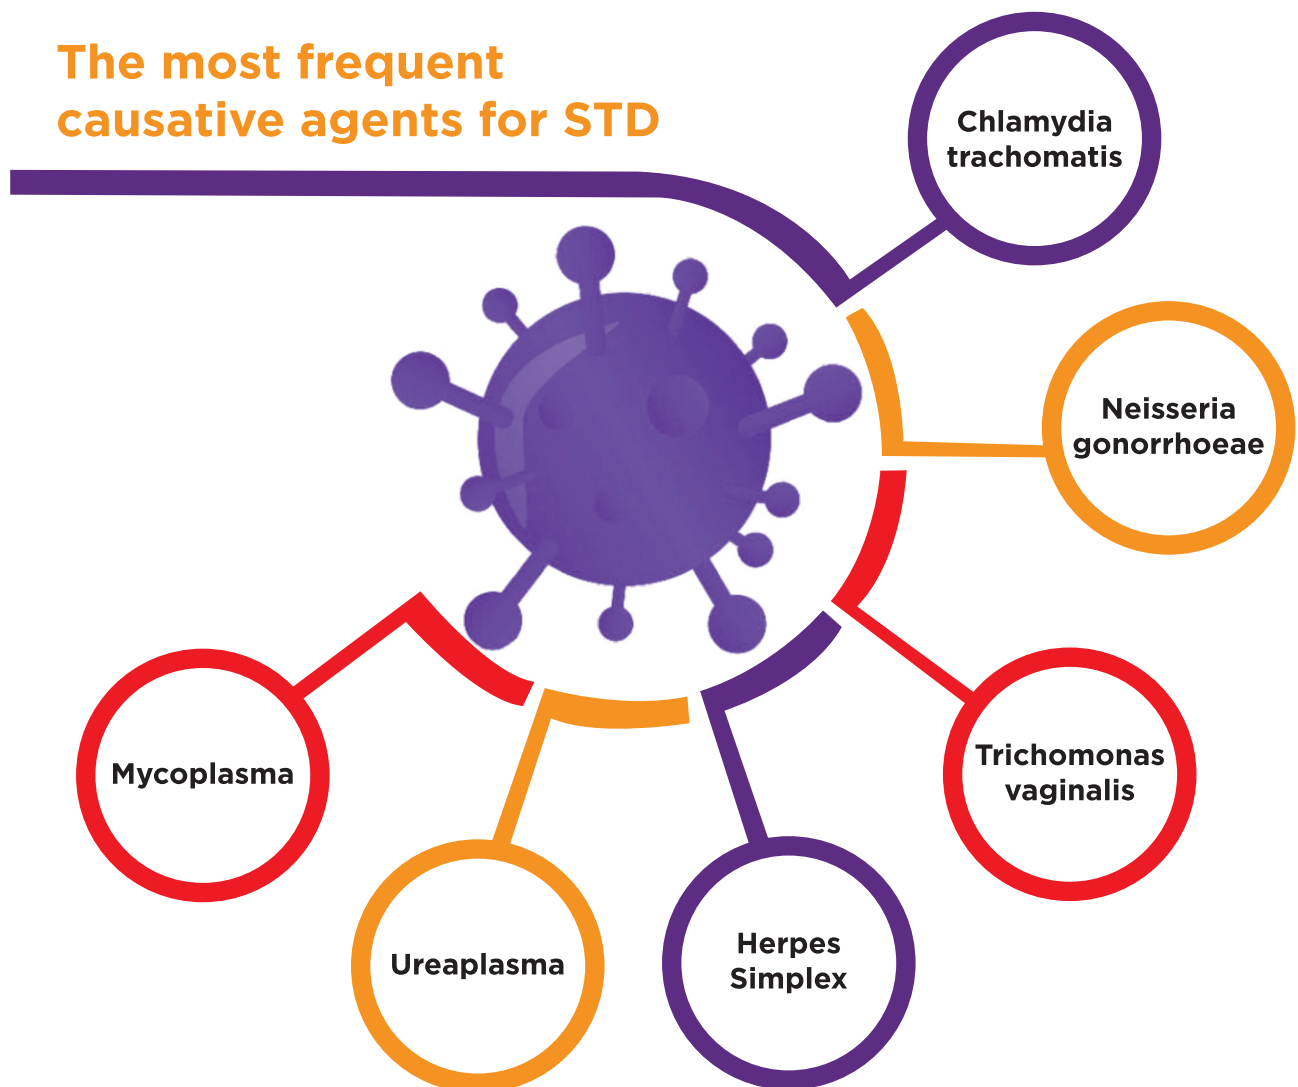 The most frequent
causative agents for STD
Chlamydia
trachomatis
Neisseria
gonorrhoeae
Trichomonas
vaginalis
Herpes
Simplex
Ureaplasma
Mycoplasma